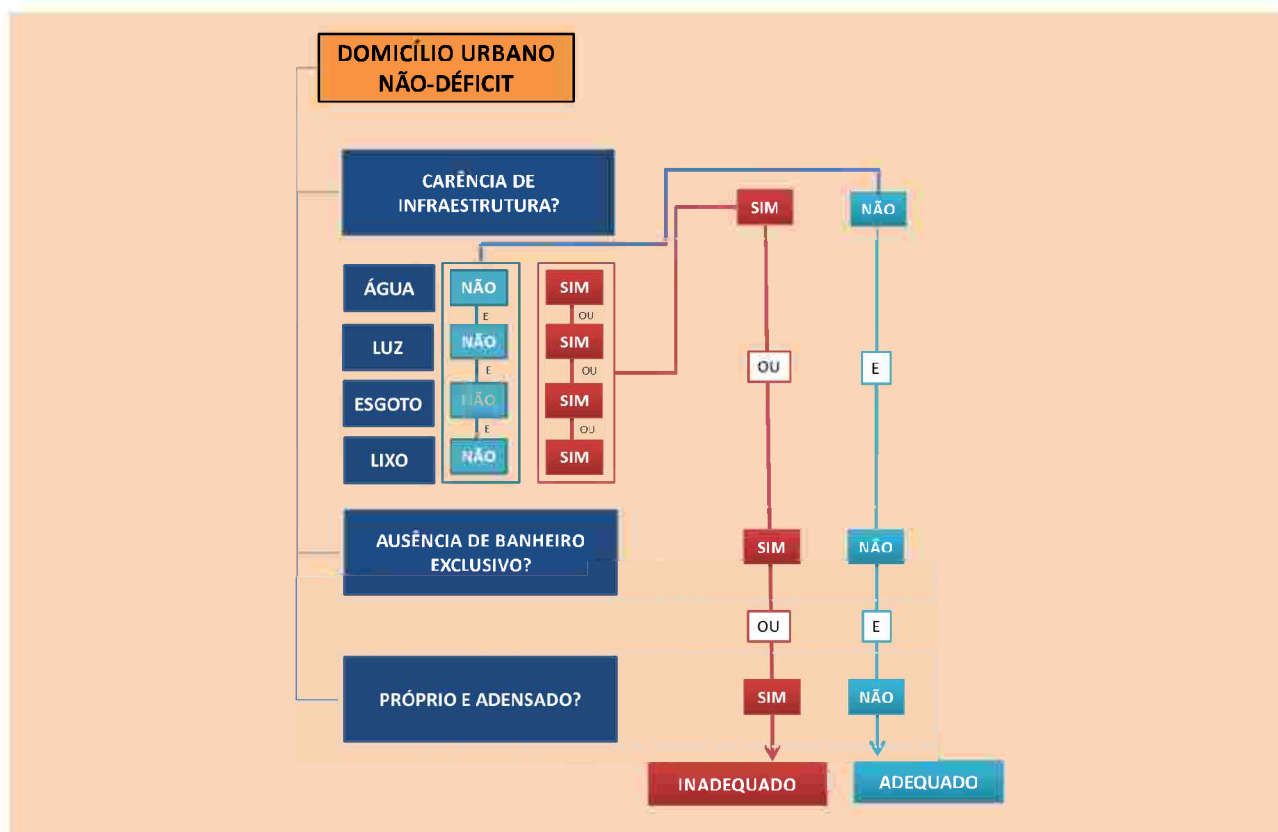 DOMICÍLIO URBANO
NÃO-DÉFICIT
CARÊNCIA DE
INFRAESTRUTURA?
SIM
NÃO
ÁGUA
NÃO
SIM
E
OU
LUZ
NÃO
SIM
OU
E
E
OU
ESGOTO
NÃO
SIM
E
OU
LIXO
NÃO
SIM
AUSÊNCIA DE BANHEIRO
EXCLUSIVO?
SIM
NÃO
OU
E
PRÓPRIO E ADENSADO?
SIM
NÃO
INADEQUADO
ADEQUADO